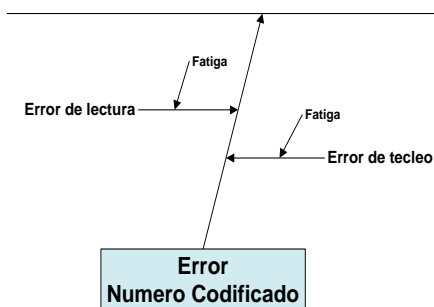 Fatiga
Error de lectura
Fatiga
Error de tecleo
Error
Numero Codificado